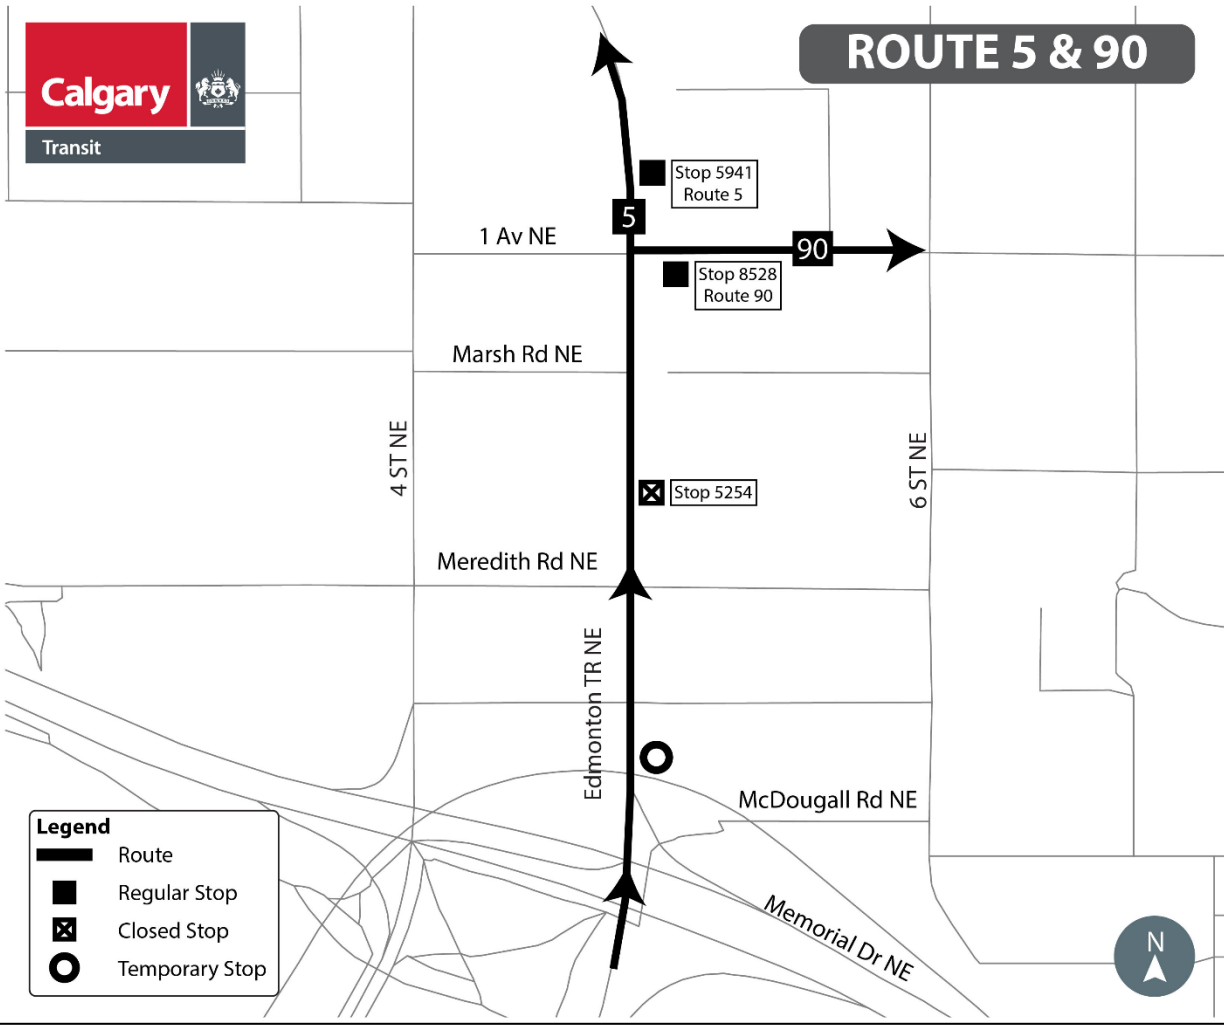 Calgary
Transit
ROUTE 5 & 90
Stop 5941
Route 5
5
1 Av NE
90
Stop 8528
Route 90
Marsh Rd NE
4 ST NE
6 ST NE
Stop 5254
Meredith Rd NE
Edmonton TR NE
McDougall Rd NE
Memorial Dr NE
Legend
Route
Regular Stop
Closed Stop
Temporary Stop
N